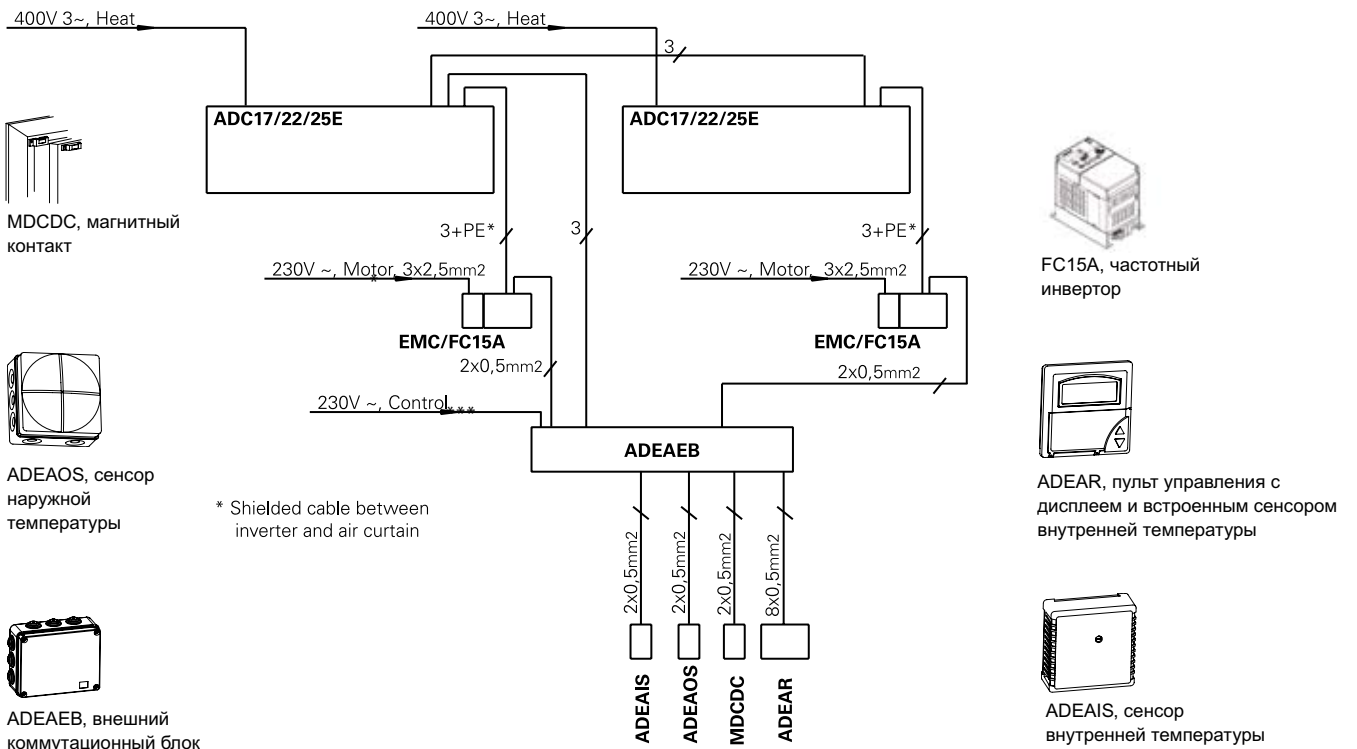 400V 3~, Heat
400V 3~, Heat
3
ADC17/22/25E
ADC17/22/25E
MDCDC, магнитный
контакт
3+PE*
3
3+PE*
230V ~, Motor, 3x2,5mm2
*
230V ~, Motor, 3x2,5mm2
FC15A, частотный
инвертор
EMC/FC15A
EMC/FC15A
2x0,5mm2
2x0,5mm2
230V ~, Control***
ADEAEB
ADEAOS, сенсор
наружной
температуры
* Shielded cable between
inverter and air curtain
ADEAR, пульт управления с
дисплеем и встроенным сенсором
внутренней температуры
2x0,5mm2
2x0,5mm2
2x0,5mm2
8x0,5mm2
ADEAIS
ADEAOS
MDCDC
ADEAR
ADEAEB, внешний
коммутационный блок
ADEAIS, сенсор
внутренней температуры